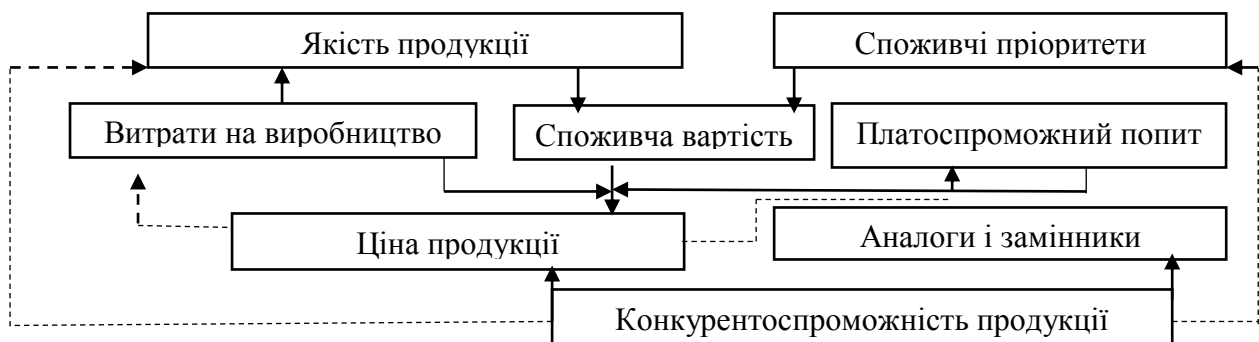 Якість продукції
Споживчі пріоритети
Витрати на виробництво
Споживча вартість
Платоспроможний попит
Ціна продукції
Аналоги і замінники
Конкурентоспроможність продукції